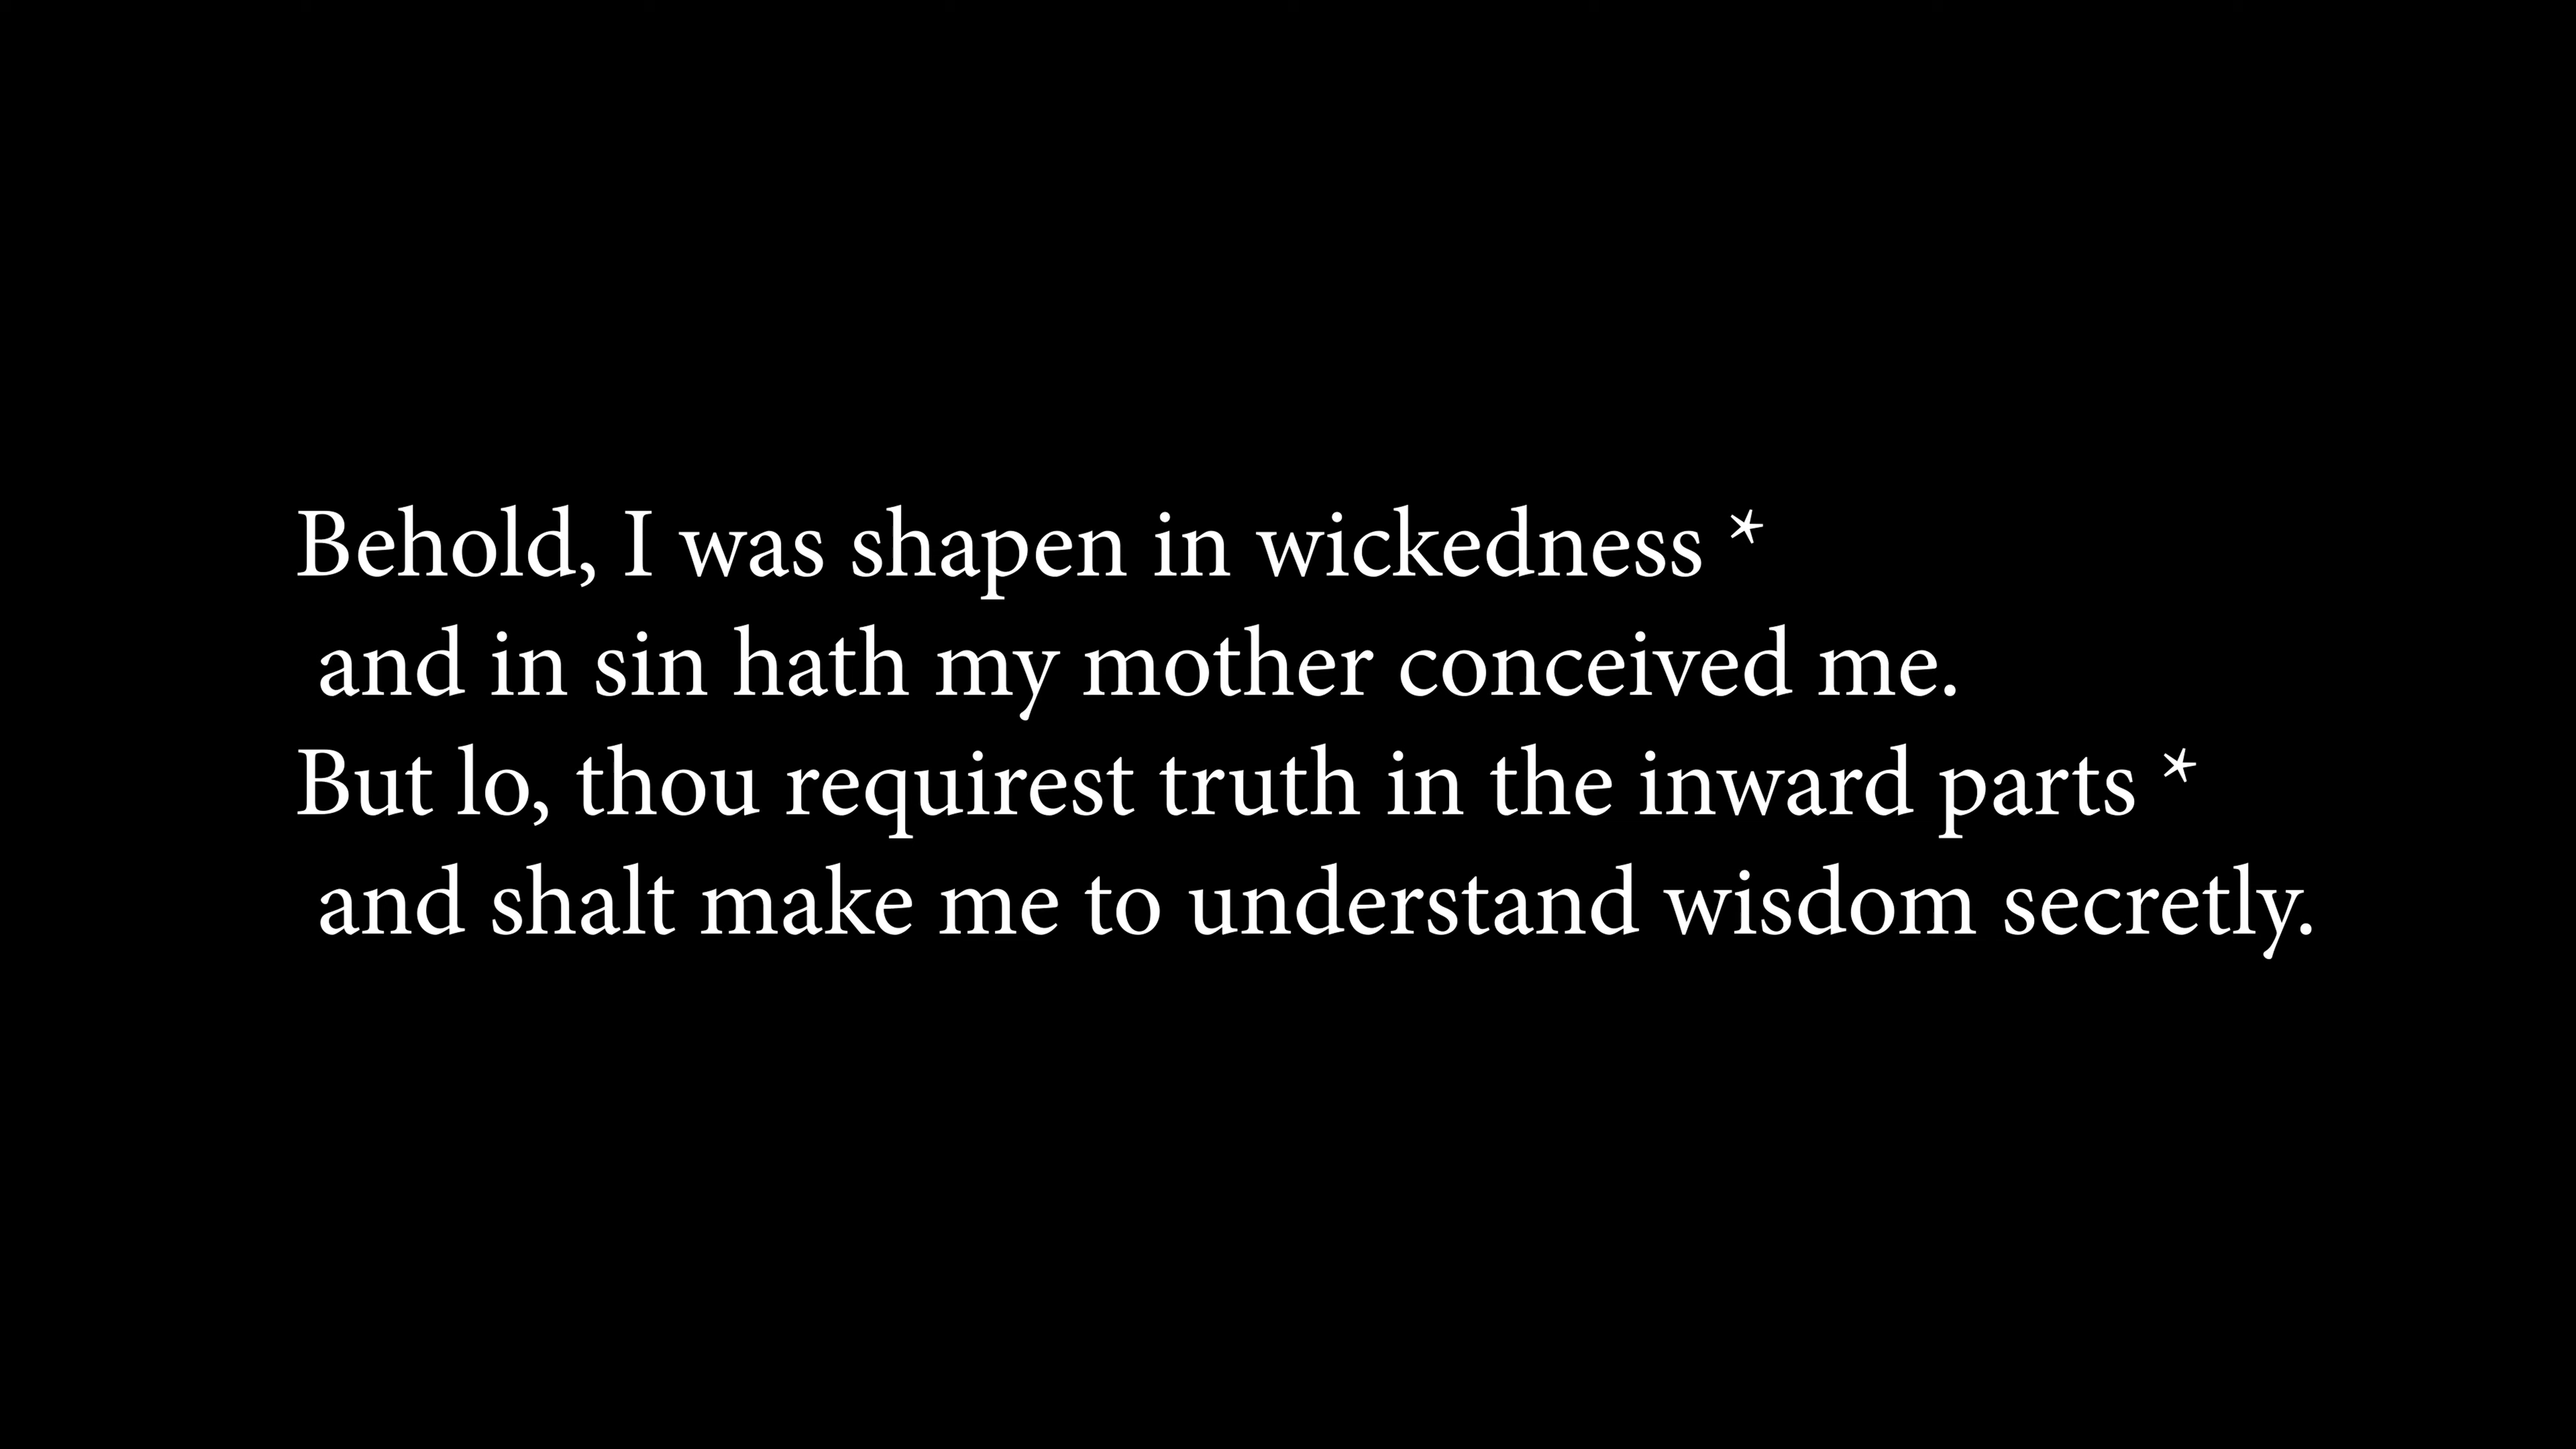 Behold, I was shapen in wickedness *
and in sin hath my mother conceived me.
But lo, thou requirest truth in the inward parts *
and shalt make me to understand wisdom secretly.